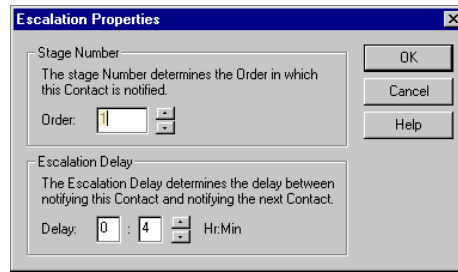 Escalation Properties
Stage Number
The stage Number determines the Order in which
this Contact is notified.
Order: 1
Escalation Delay
The Escalation Delay determines the delay between
notifying this Contact and notifying the next Contact.
Delay: 0 : 4 Hr:Min
OK
Cancel
Help